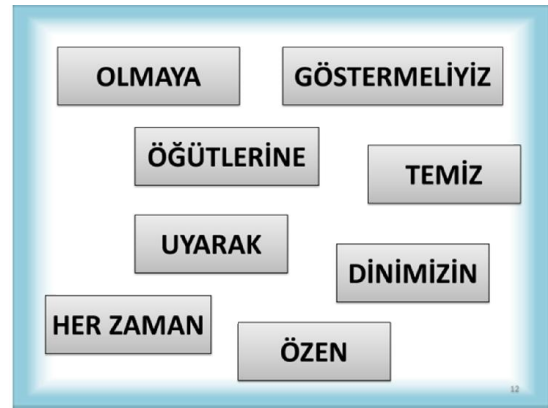 OLMAYA
GÖSTERMELİYİZ
ÖĞÜTLERİNE
TEMİZ
UYARAK
DİNİMİZİN
HER ZAMAN
ÖZEN
12